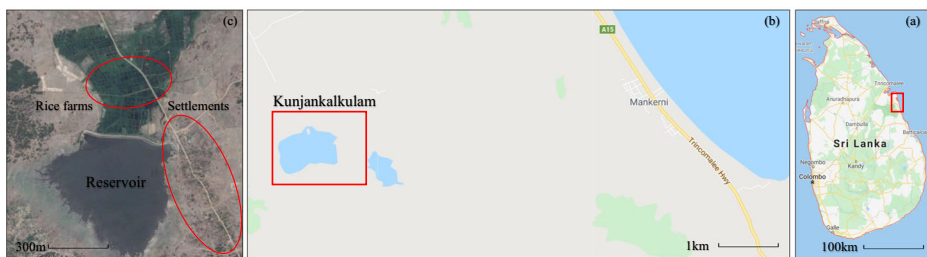 (c)
Rice farms
Settlements
Reservoir
300m
(b)
A15
Kunjankalkulam
Mankerni
Trincomalee Hwy
1km
(a)
Jaffna
Trincomalee
Anuradhapura
Dambulla
Batticaloa
Sri Lanka
Negombo
Kandy
Colombo
Galle
100km